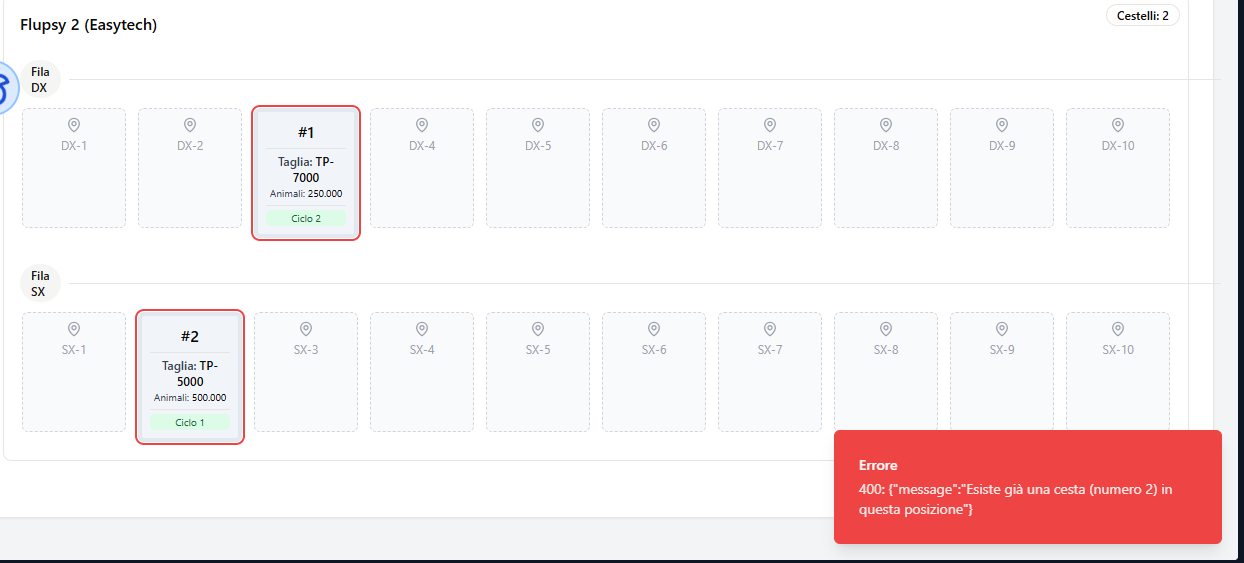 Flupsy 2 (Easytech)
Cestelli: 2
Fila
DX
DX-1
DX-2
#1
Taglia: TP-
7000
Animali: 250.000
Ciclo 2
DX-4
DX-5
DX-6
DX-7
DX-8
DX-9
DX-10
Fila
SX
SX-1
#2
Taglia: TP-
5000
Animali: 500.000
Ciclo 1
SX-3
SX-4
SX-5
SX-6
SX-7
SX-8
SX-9
SX-10
Errore
400: {"message":"Esiste già una cesta (numero 2) in
questa posizione"}